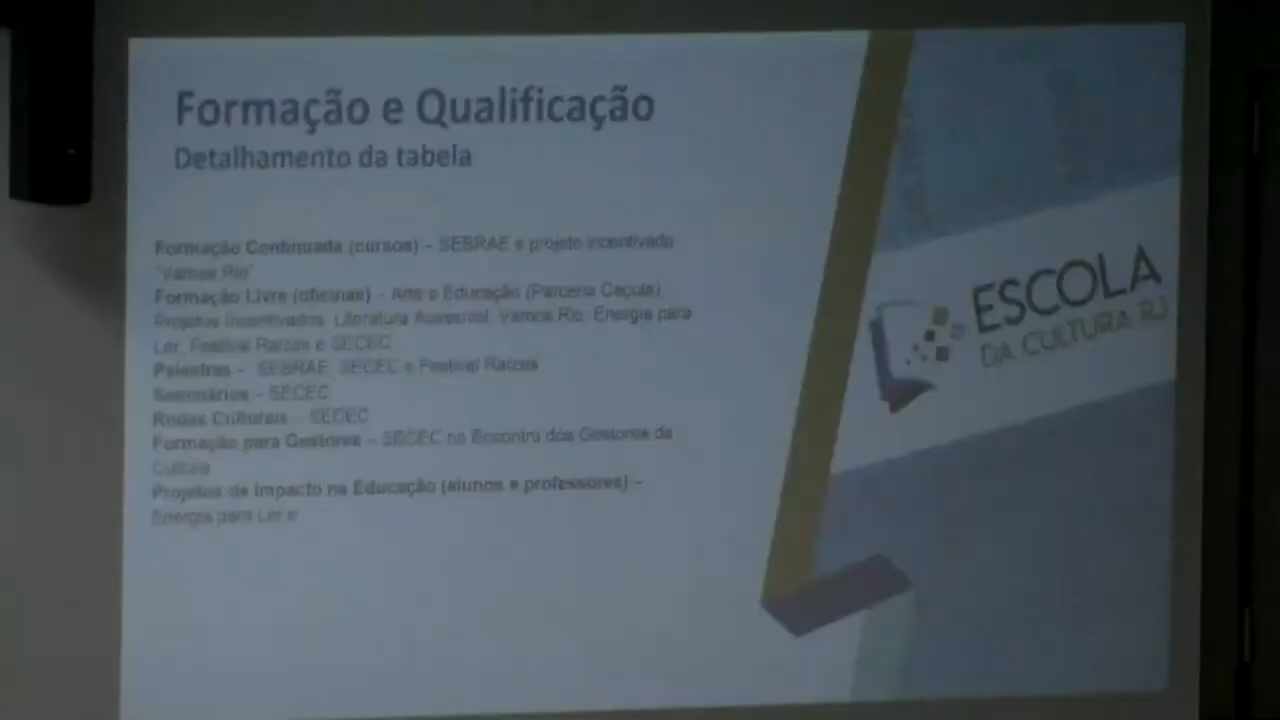 Formação e Qualificação
Detalhamento da tabela
Formação Continuada (cursos) – SEBRAE e projeto incentivado
"Vamos Rio"
Formação Livre (oficinas) – Arte e Educação (Parceria Caçula)
Projetos Incentivados: Literatura Acessível, Vamos Rio, Energia para
Ler, Festival Raízes e SECEC
Palestras – SEBRAE, SECEC e Festival Raízes
Seminários – SECEC
Rodas Culturais – SECEC
Formação para Gestores – SECEC no Encontro dos Gestores da
Cultura
Projetos de Impacto na Educação (alunos e professores) –
Energia para Ler e
ESCOLA
DA CULTURA RJ